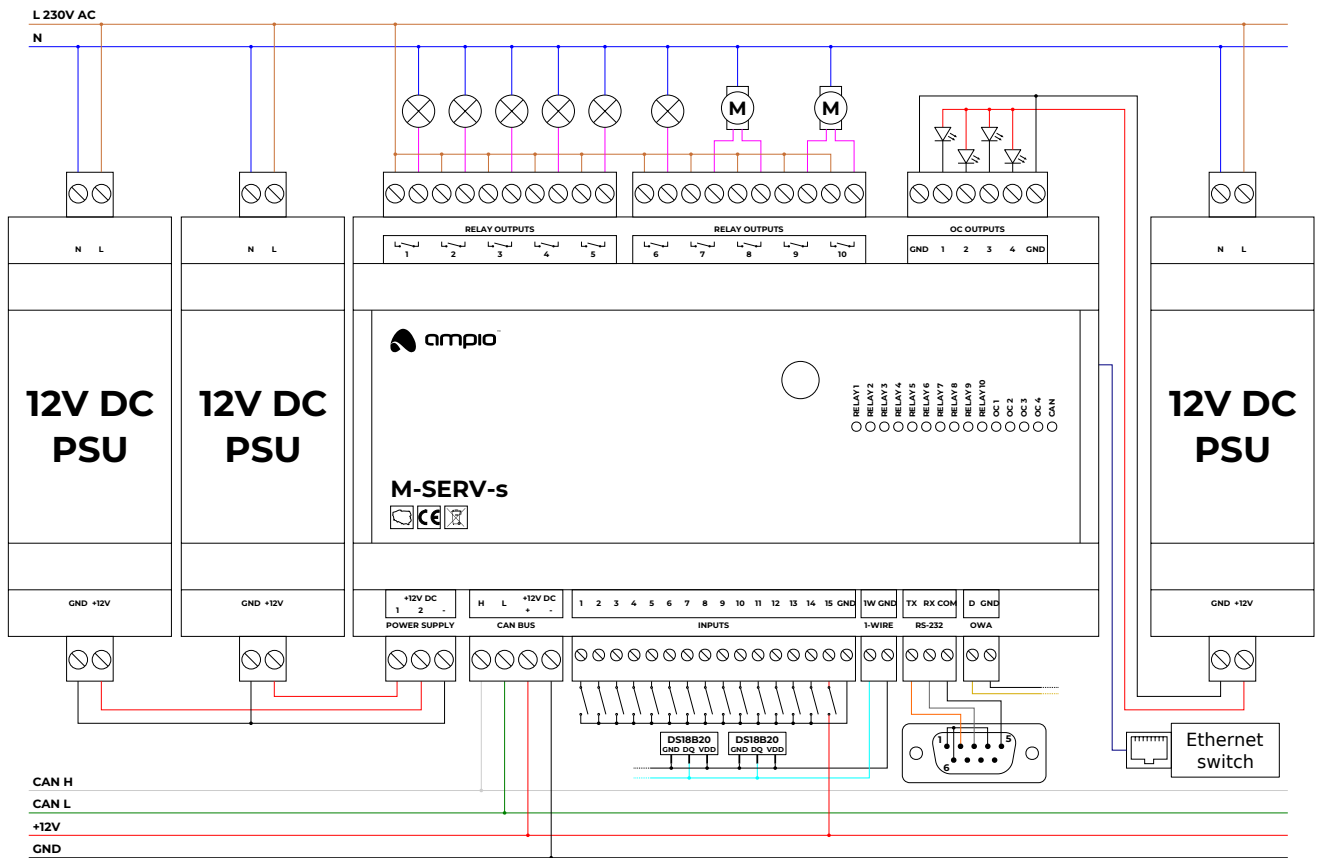 L 230V AC
N
M M
N L
N L
RELAY OUTPUTS
1 2 3 4 5
RELAY OUTPUTS
6 7 8 9 10
OC OUTPUTS
GND 1 2 3 4 GND
N L
ampio™
12V DC
PSU
12V DC
PSU
RELAY 1
RELAY 2
RELAY 3
RELAY 4
RELAY 5
RELAY 6
RELAY 7
RELAY 8
RELAY 9
RELAY 10
OC 1
OC 2
OC 3
OC 4
CAN
12V DC
PSU
M-SERV-s
CE
GND +12V
GND +12V
+12V DC
1 2 -
POWER SUPPLY
+12V DC
H L + -
CAN BUS
1 2 3 4 5 6 7 8 9 10 11 12 13 14 15 GND
INPUTS
1W GND
1-WIRE
TX RX COM
RS-232
D GND
OWA
GND +12V
DS18B20
GND DQ VDD
DS18B20
GND DQ VDD
1 5
6
Ethernet
switch
CAN H
CAN L
+12V
GND